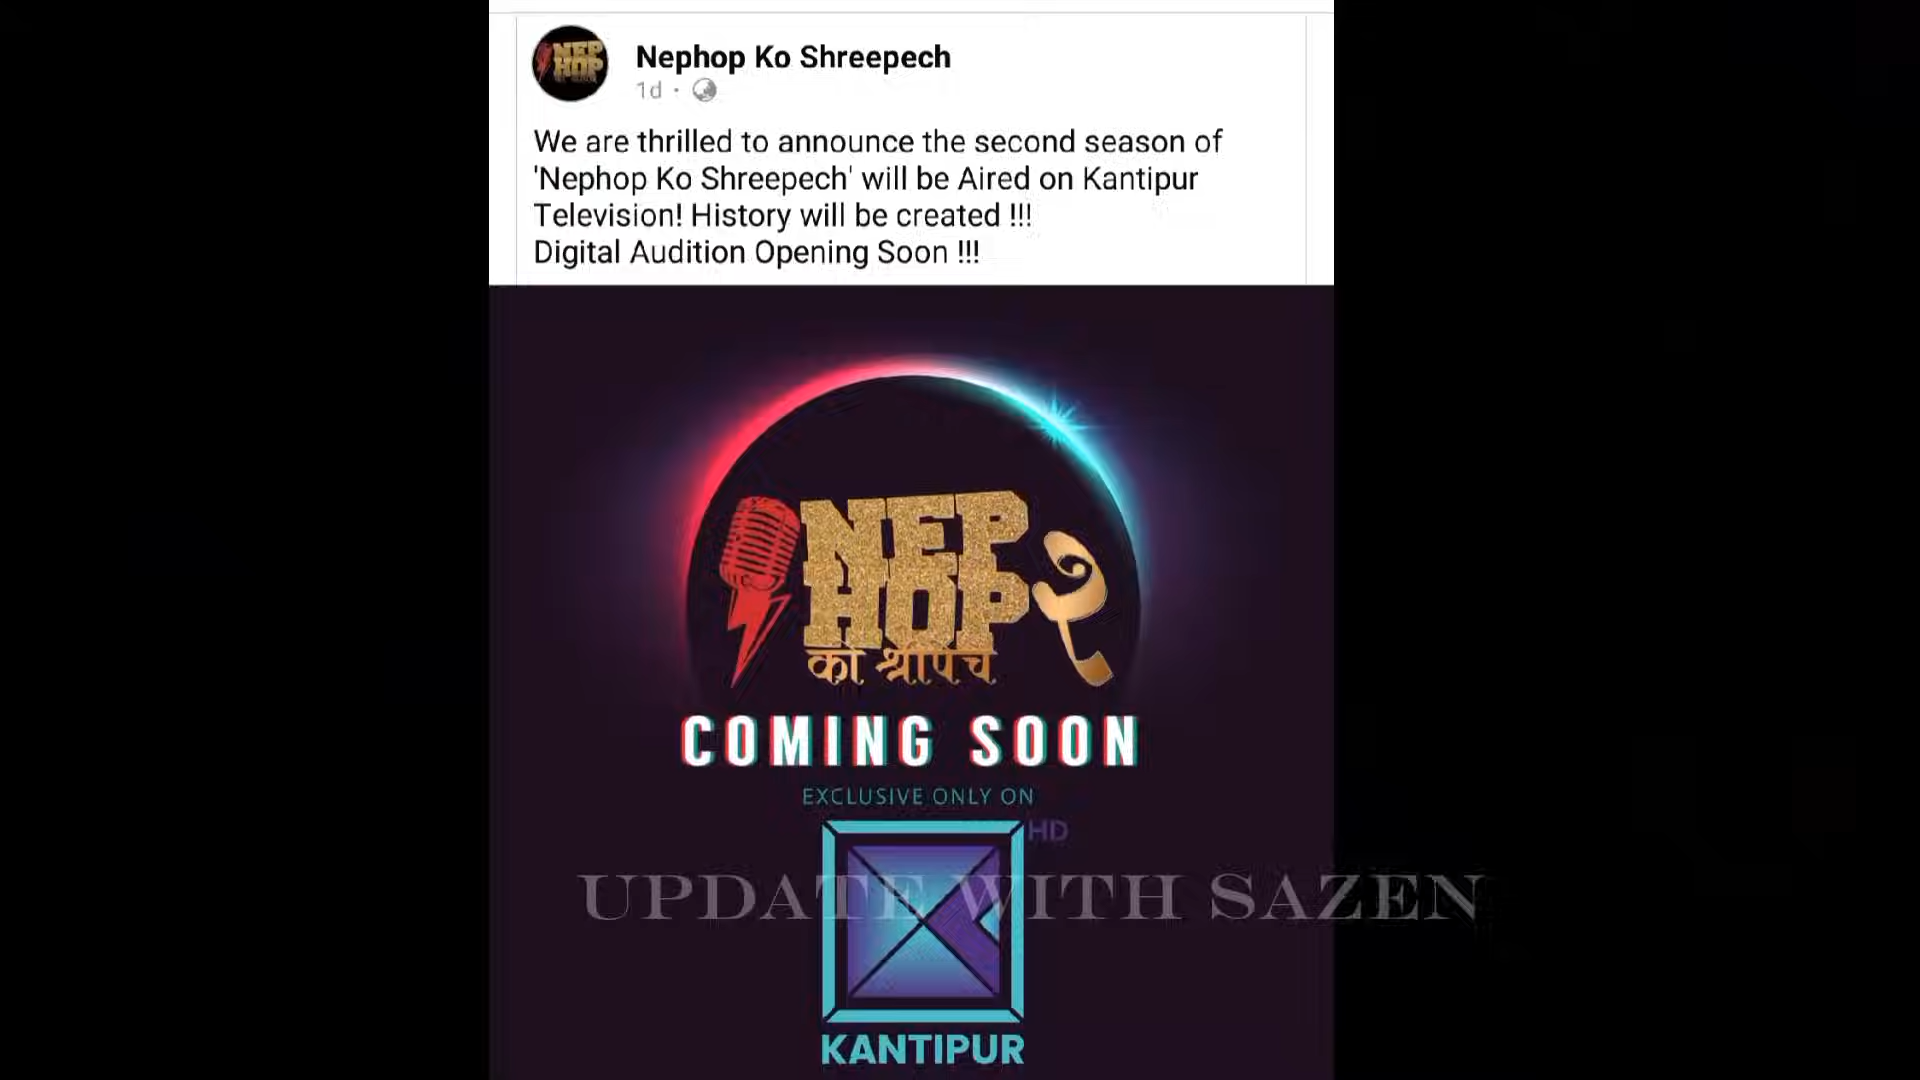 NEP
HOP
Nephop Ko Shreepech
1d ·
We are thrilled to announce the second season of
'Nephop Ko Shreepech' will be Aired on Kantipur
Television! History will be created !!!
Digital Audition Opening Soon !!!
NEP
HOP २
को श्रीपेच
COMING SOON
EXCLUSIVE ONLY ON
HD
UPDATE WITH SAZEN
KANTIPUR